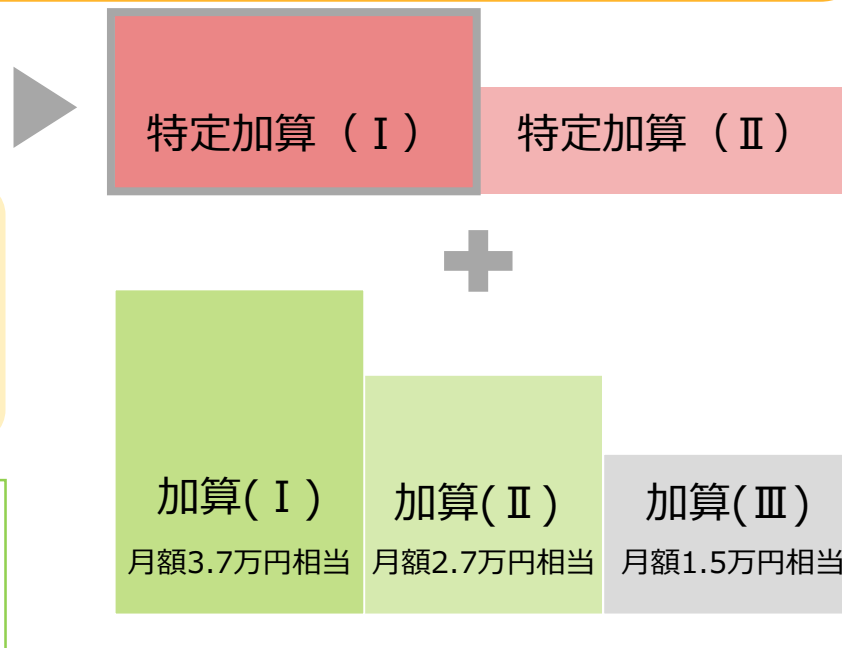 特定加算（Ⅰ）
特定加算（Ⅱ）
加算(Ⅰ)
月額3.7万円相当
加算(Ⅱ)
月額2.7万円相当
加算(Ⅲ)
月額1.5万円相当